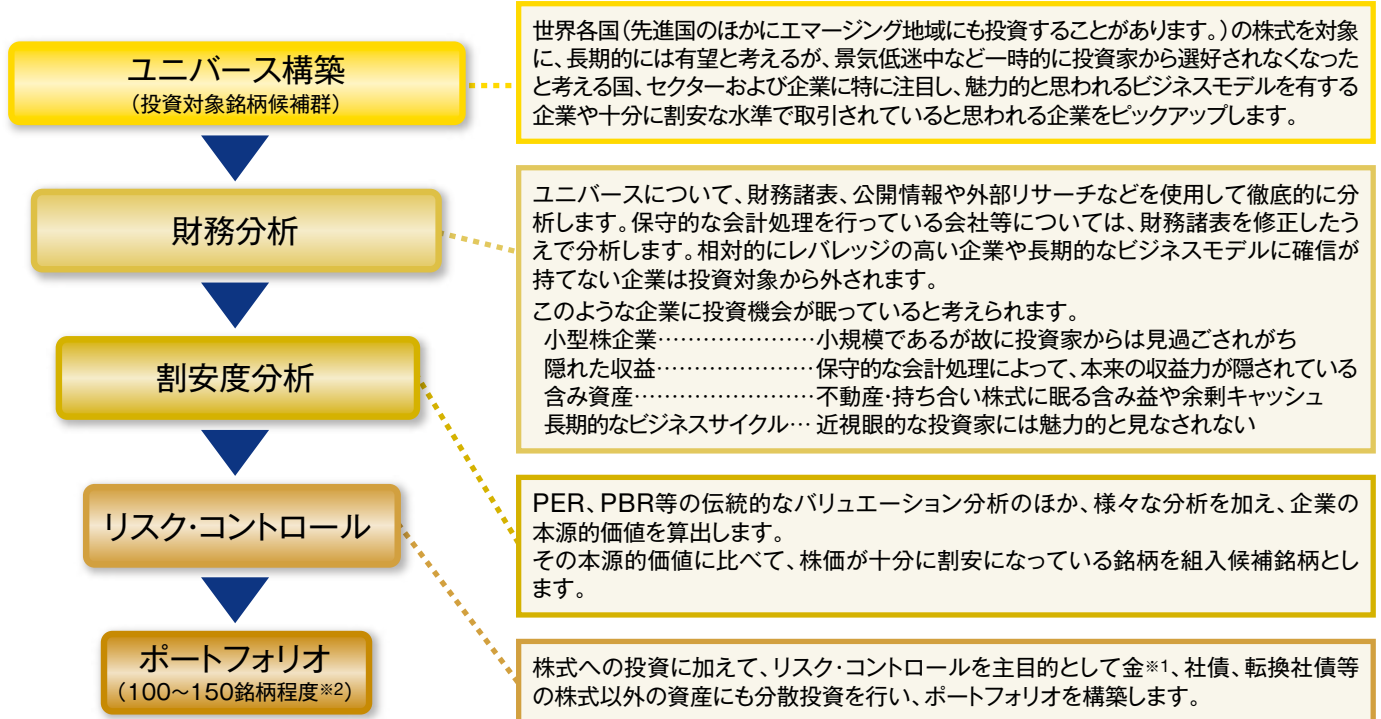 ユニバース構築
（投資対象銘柄候補群）
世界各国（先進国のほかにエマージング地域にも投資することがあります。）の株式を対象
に、長期的には有望と考えるが、景気低迷中など一時的に投資家から選好されなくなった
と考える国、セクターおよび企業に特に注目し、魅力的と思われるビジネスモデルを有する
企業や十分に割安な水準で取引されていると思われる企業をピックアップします。
財務分析
ユニバースについて、財務諸表、公開情報や外部リサーチなどを使用して徹底的に分
析します。保守的な会計処理を行っている会社等については、財務諸表を修正したう
えで分析します。相対的にレバレッジの高い企業や長期的なビジネスモデルに確信が
持てない企業は投資対象から外されます。
このような企業に投資機会が眠っていると考えられます。
小型株企業…………………小規模であるが故に投資家からは見過ごされがち
隠れた収益…………………保守的な会計処理によって、本来の収益力が隠されている
含み資産……………………不動産・持ち合い株式に眠る含み益や余剰キャッシュ
長期的なビジネスサイクル…近視眼的な投資家には魅力的と見なされない
割安度分析
PER、PBR等の伝統的なバリュエーション分析のほか、様々な分析を加え、企業の
本源的価値を算出します。
その本源的価値に比べて、株価が十分に割安になっている銘柄を組入候補銘柄とし
ます。
リスク・コントロール
株式への投資に加えて、リスク・コントロールを主目的として金※1、社債、転換社債等
の株式以外の資産にも分散投資を行い、ポートフォリオを構築します。
ポートフォリオ
（100～150銘柄程度※2）